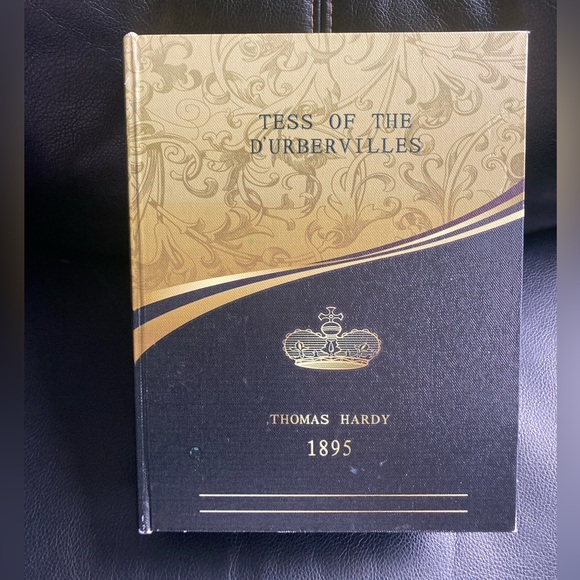 TESS OF THE
D'URBERVILLES
THOMAS HARDY
1895